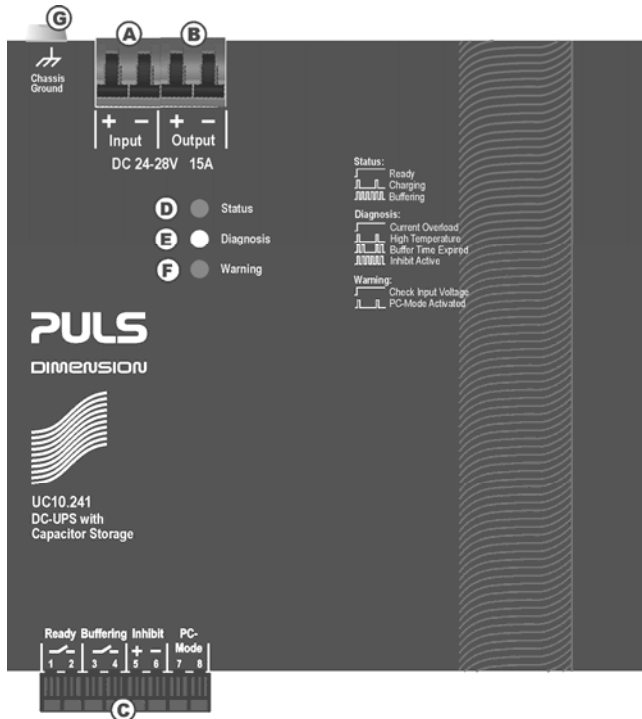 G
A
B
Chassis
Ground
+ − + −
Input Output
DC 24-28V 15A
D Status
E Diagnosis
F Warning
Status:
Ready
Charging
Buffering
Diagnosis:
Current Overload
High Temperature
Buffer Time Expired
Inhibit Active
Warning:
Check Input Voltage
PC-Mode Activated
PULS
DIMENSION
UC10.241
DC-UPS with
Capacitor Storage
Ready Buffering Inhibit PC-
Mode
+ −
1 2 3 4 5 6 7 8
C